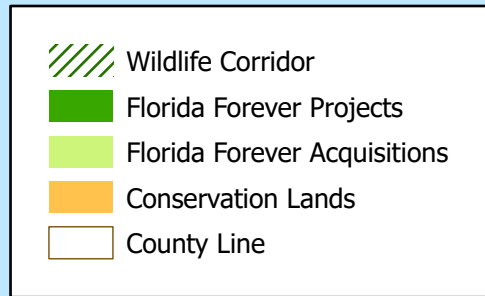 Wildlife Corridor
Florida Forever Projects
Florida Forever Acquisitions
Conservation Lands
County Line